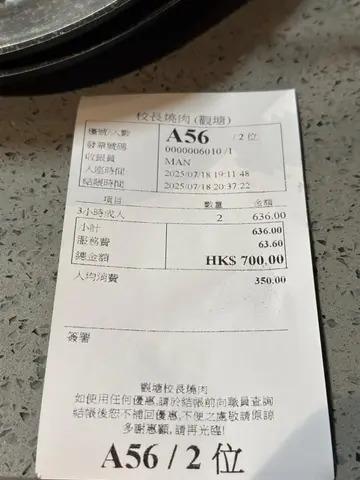 校長燒肉 (觀塘)
檯號/人數 A56 / 2 位
發單號碼 0000006010 /1
收銀員 MAN
入座時間 2025/07/18 19:11:48
結賬時間 2025/07/18 20:37:22
項目 數量 金額
3小時成人 2 636.00
小計 636.00
服務費 63.60
總金額 HK$ 700.00
人均消費 350.00
簽署
觀塘校長燒肉
如使用任何優惠,請於結帳前向職員查詢
結帳後恕不補回優惠,不便之處敬請原諒
多謝惠顧,請再光臨!
A56 / 2 位